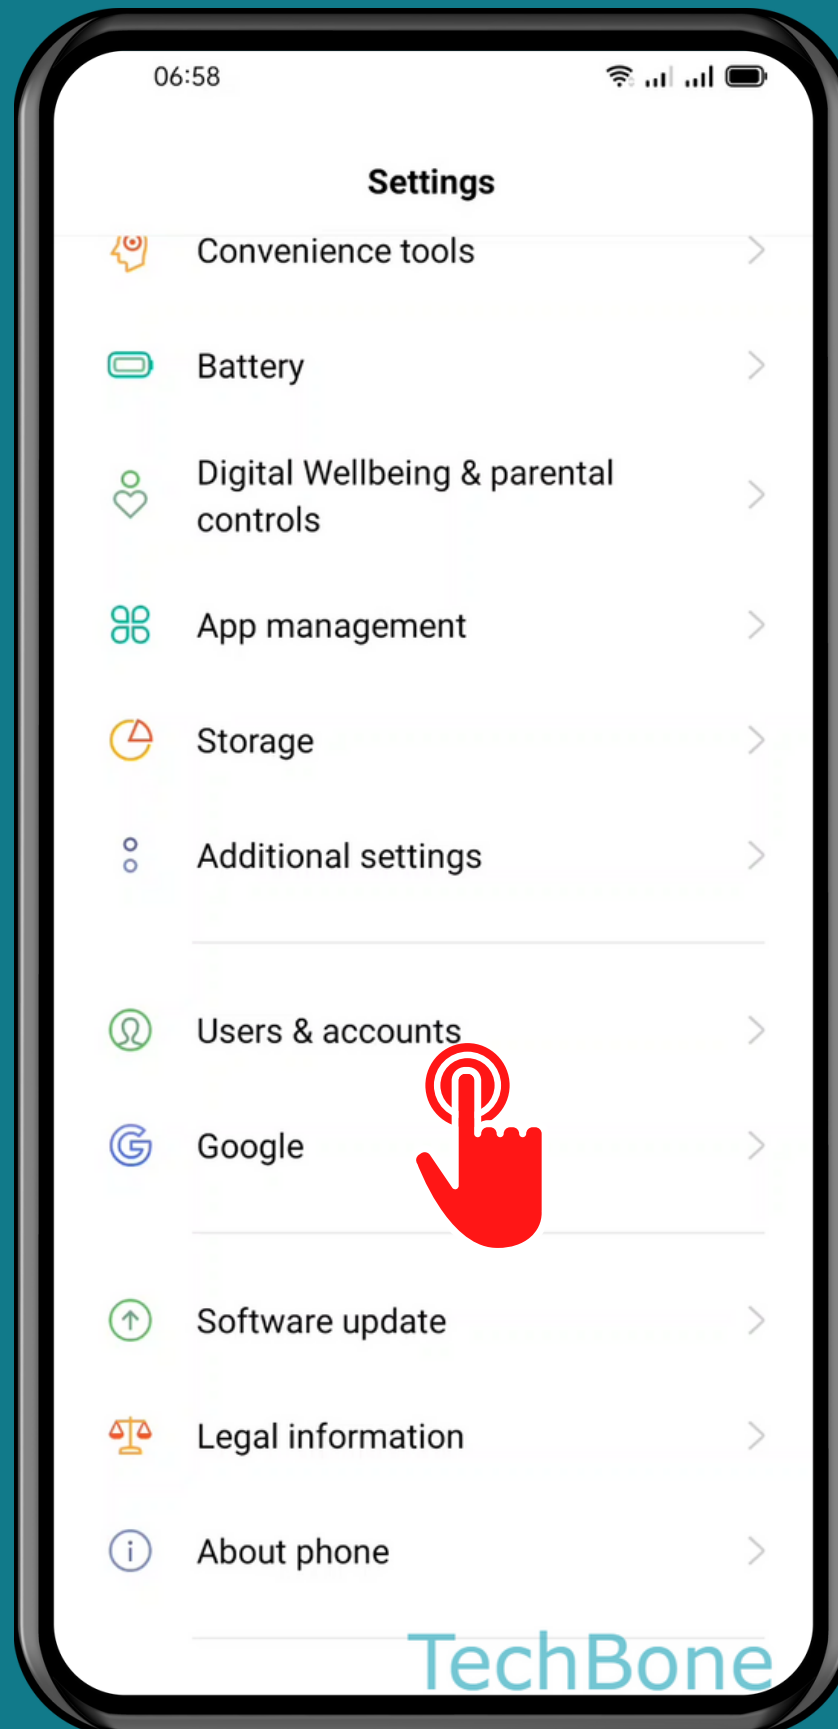 06:58
Settings
Convenience tools
Battery
Digital Wellbeing & parental
controls
App management
Storage
Additional settings
Users & accounts
Google
Software update
Legal information
About phone
TechBone